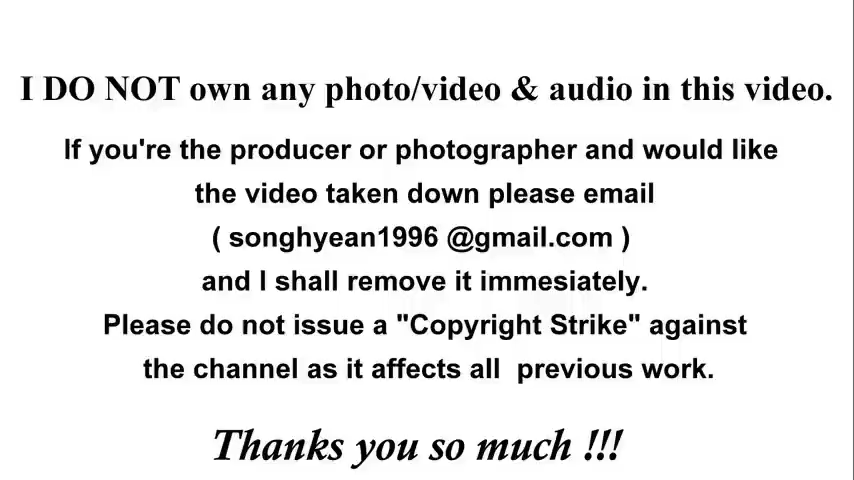 I DO NOT own any photo/video & audio in this video.
If you're the producer or photographer and would like
the video taken down please email
( songhyean1996 @gmail.com )
and I shall remove it immesiately.
Please do not issue a "Copyright Strike" against
the channel as it affects all  previous work.
Thanks you so much !!!